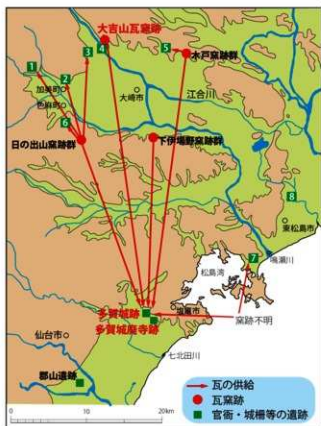 大吉山瓦窯跡
1
2
3
4
5
木戸窯跡群
加美町
色麻町
6
大崎市
江合川
日の出山窯跡群
下伊場野窯跡群
8
東松島市
鳴瀬川
7
松島湾
多賀城跡
塩竈市
多賀城廃寺跡
窯跡不明
仙台市
七北田川
郡山遺跡
瓦の供給
瓦窯跡
官衙・城柵等の遺跡
0 10 20km